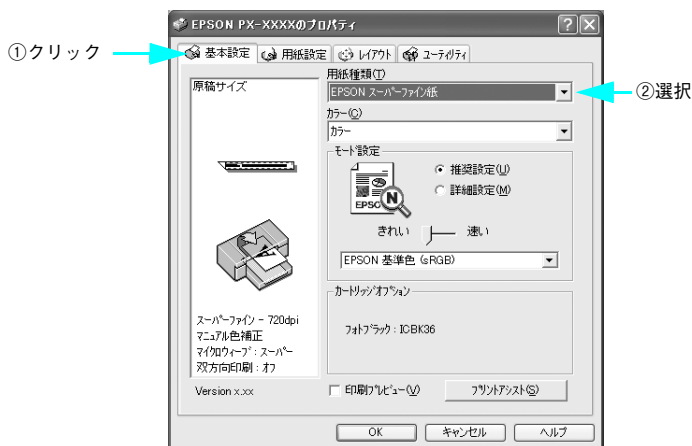 EPSON PX-XXXXのプロパティ
①クリック
基本設定 用紙設定 レイアウト ユーティリティ
原稿サイズ
用紙種類(T)
EPSON スーパーファイン紙
②選択
カラー(C)
カラー
モード設定
推奨設定(U)
詳細設定(M)
EPSON
N
きれい 速い
EPSON 基準色 (sRGB)
カートリッジオプション
フォトブラック : ICBK36
スーパーファイン - 720dpi
マニュアル色補正
マイクロウィーブ : スーパー
双方向印刷 : オフ
Version x.xx
印刷プレビュー(V)
プリントアシスト(S)
OK キャンセル ヘルプ